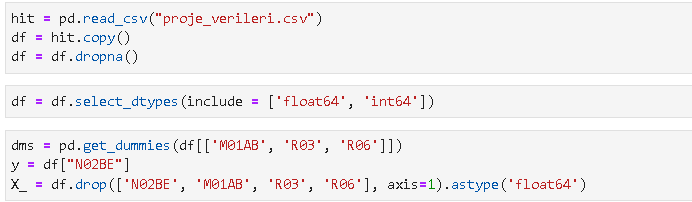 hit = pd.read_csv("proje_verileri.csv")
df = hit.copy()
df = df.dropna()
df = df.select_dtypes(include = ['float64', 'int64'])
dms = pd.get_dummies(df[['M01AB', 'R03', 'R06']])
y = df["N02BE"]
X_ = df.drop(['N02BE', 'M01AB', 'R03', 'R06'], axis=1).astype('float64')